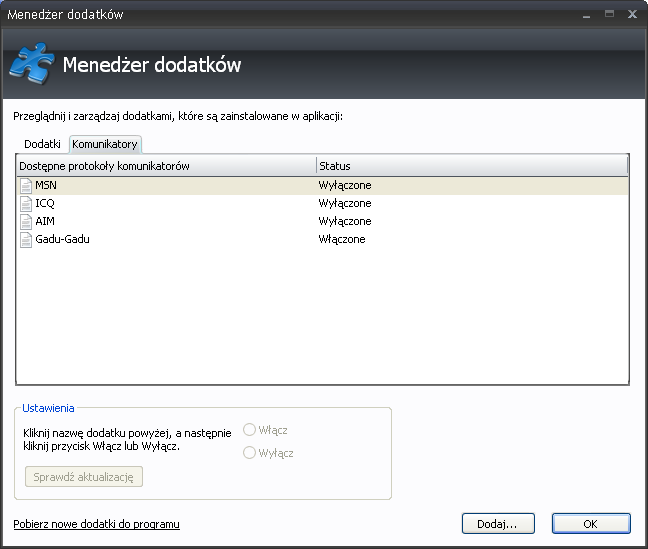 Menedżer dodatków
Menedżer dodatków
Przeglądnij i zarządzaj dodatkami, które są zainstalowane w aplikacji:
Dodatki Komunikatory
Dostępne protokoły komunikatorów Status
MSN Wyłączone
ICQ Wyłączone
AIM Wyłączone
Gadu-Gadu Włączone
Ustawienia
Kliknij nazwę dodatku powyżej, a następnie
kliknij przycisk Włącz lub Wyłącz.
Włącz
Wyłącz
Sprawdź aktualizację
Pobierz nowe dodatki do programu
Dodaj... OK